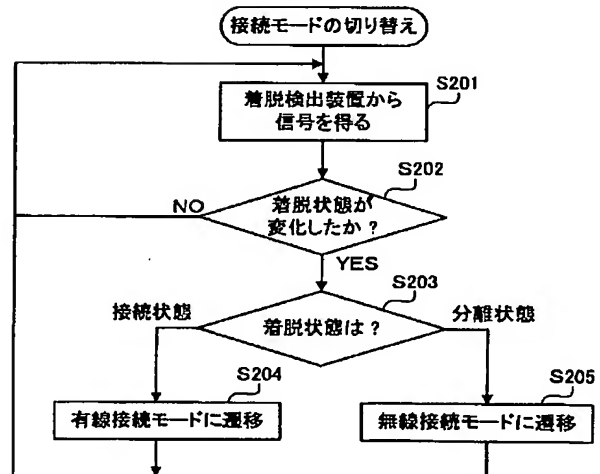 接続モードの切り替え
S201
着脱検出装置から
信号を得る
S202
着脱状態が
変化したか？
NO
YES
S203
接続状態
着脱状態は？
分離状態
S204
有線接続モードに遷移
S205
無線接続モードに遷移